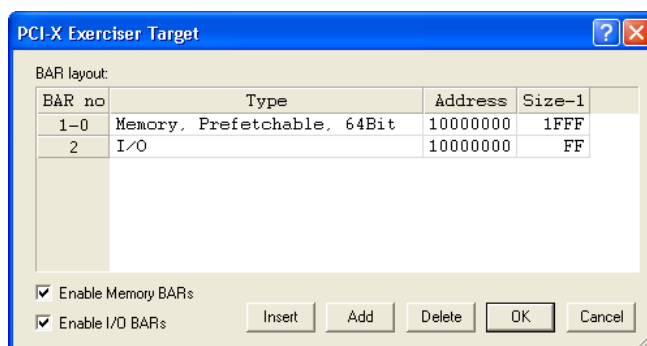 PCI-X Exerciser Target
BAR layout:
BAR no Type Address Size-1
1-0 Memory, Prefetchable, 64Bit 10000000 1FFF
2 I/O 10000000 FF
Enable Memory BARs
Enable I/O BARs
Insert Add Delete OK Cancel